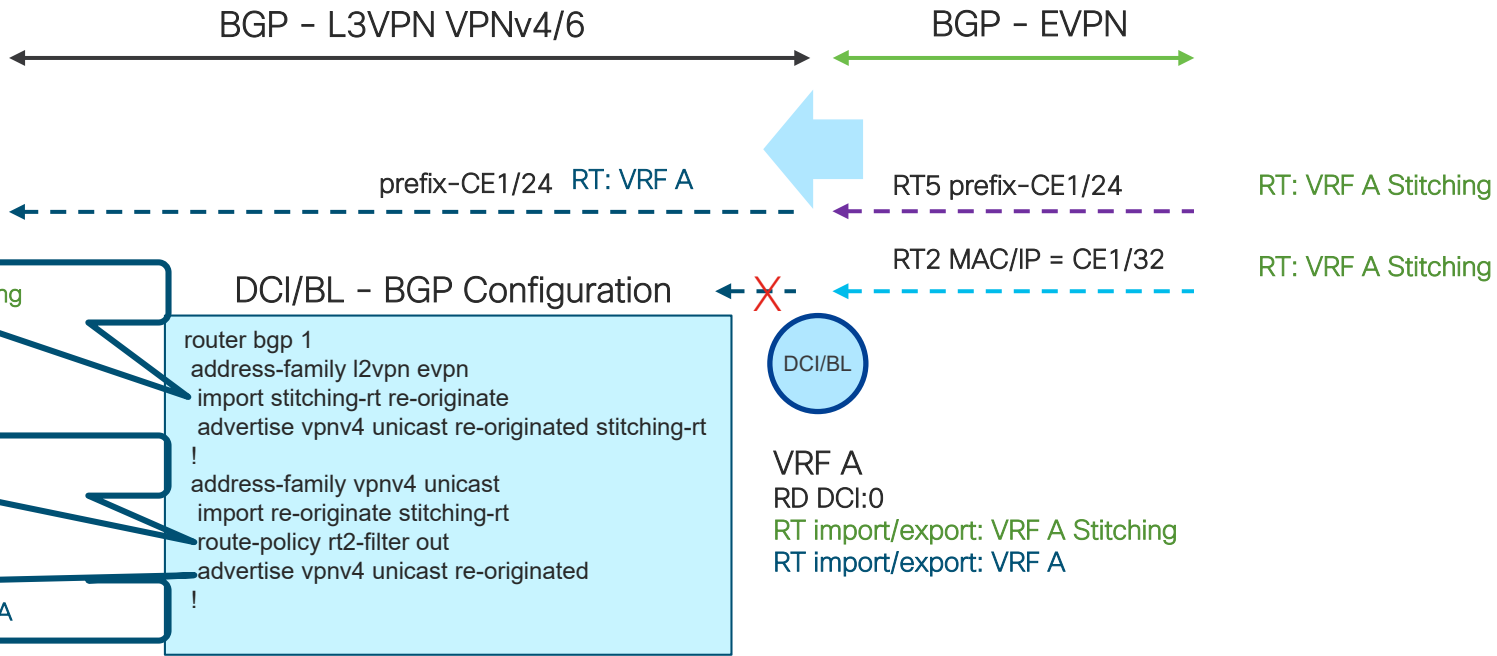 BGP - L3VPN VPNv4/6
BGP - EVPN
prefix-CE1/24 RT: VRF A
RT5 prefix-CE1/24
RT: VRF A Stitching
RT2 MAC/IP = CE1/32
RT: VRF A Stitching
ng
DCI/BL - BGP Configuration
router bgp 1
address-family l2vpn evpn
import stitching-rt re-originate
advertise vpnv4 unicast re-originated stitching-rt
!
address-family vpnv4 unicast
import re-originate stitching-rt
route-policy rt2-filter out
advertise vpnv4 unicast re-originated
!
A
DCI/BL
VRF A
RD DCI:0
RT import/export: VRF A Stitching
RT import/export: VRF A